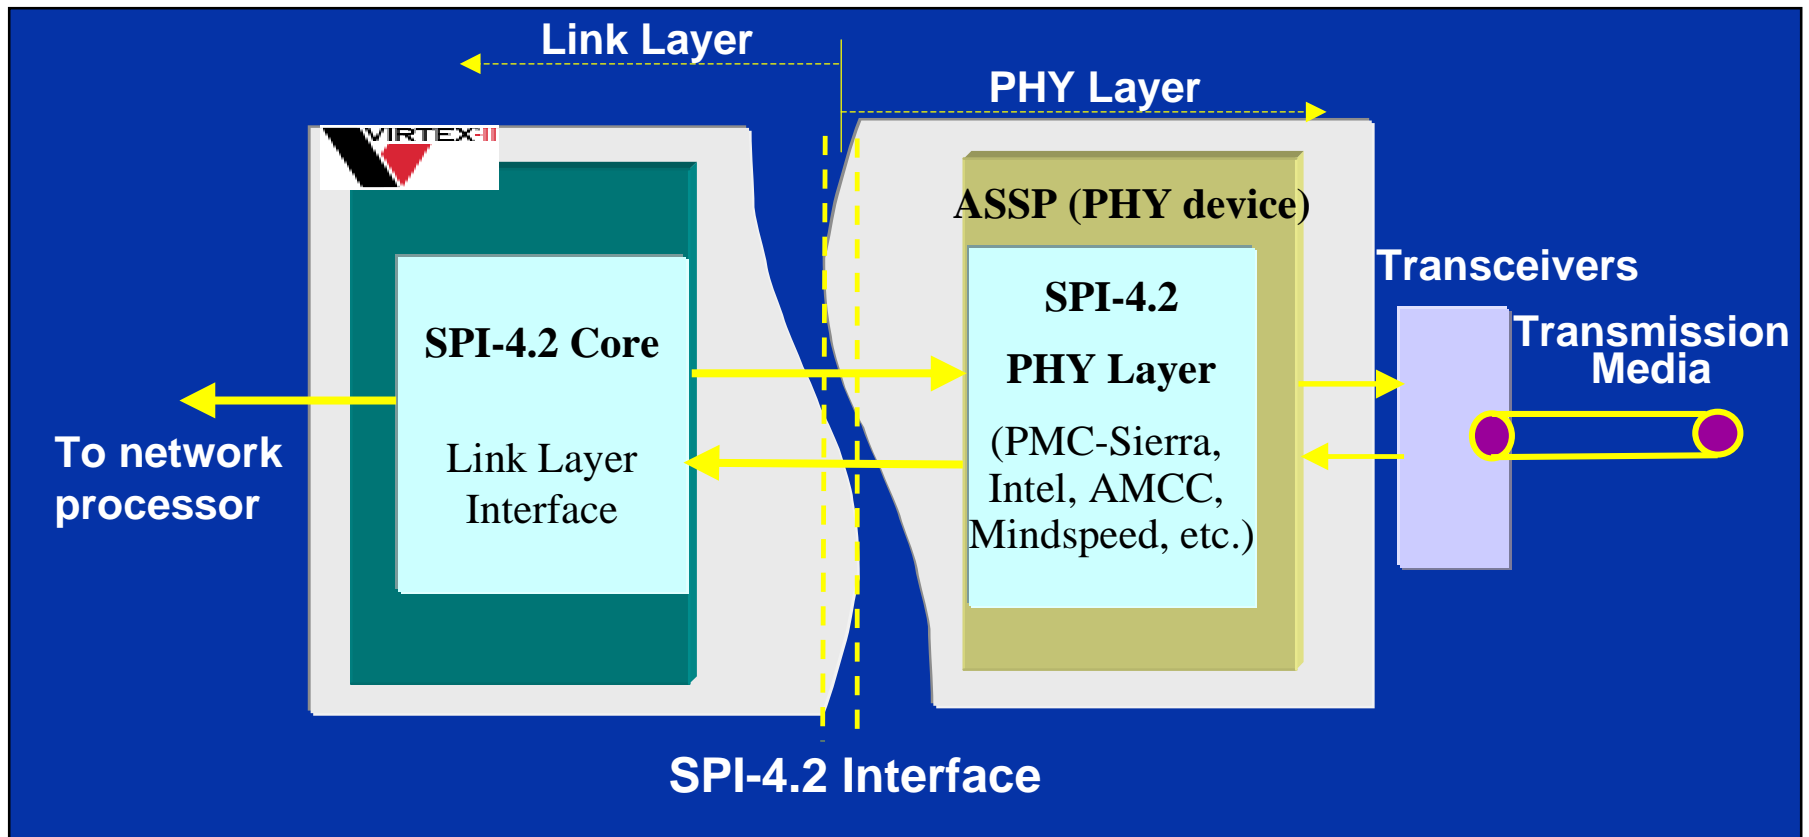 Link Layer
PHY Layer
VIRTEX-II
ASSP (PHY device)
SPI-4.2 Core
Link Layer
Interface
SPI-4.2
PHY Layer
(PMC-Sierra,
Intel, AMCC,
Mindspeed, etc.)
Transceivers
Transmission
Media
To network
processor
SPI-4.2 Interface